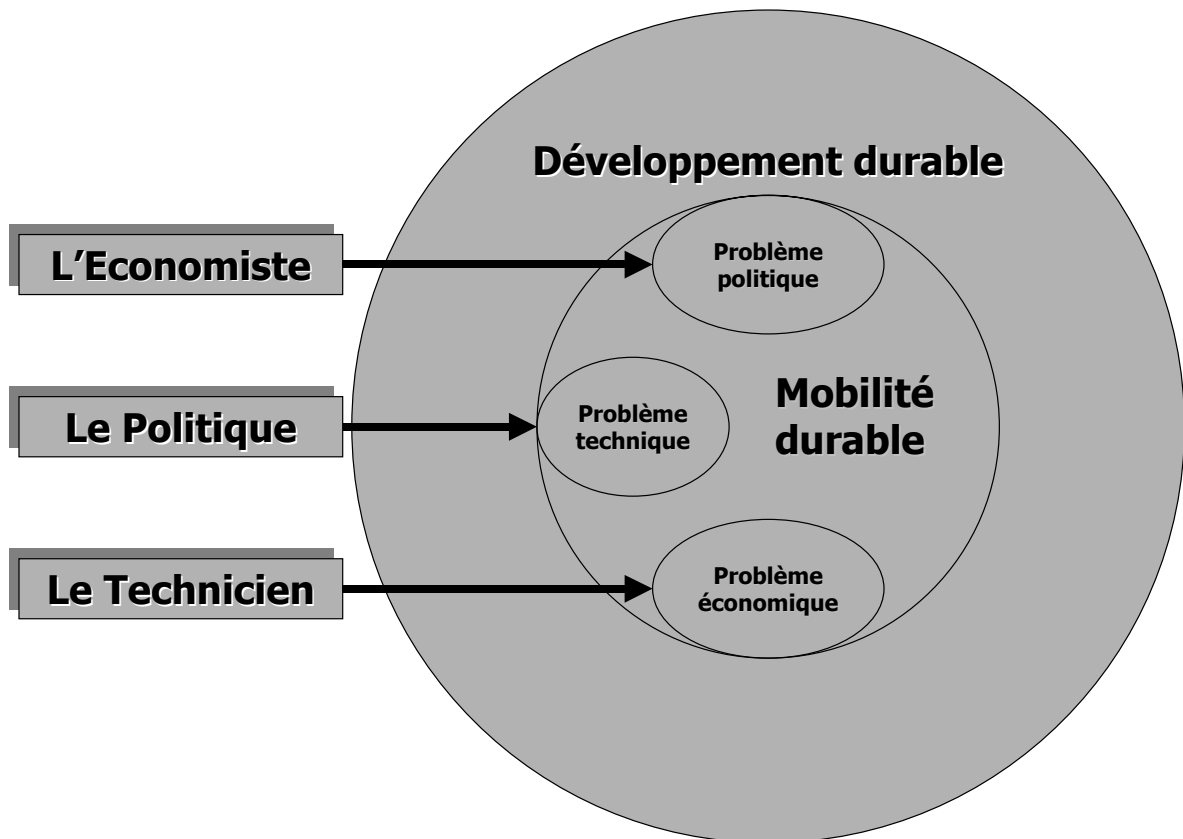 Développement durable
L’Economiste
Problème
politique
Le Politique
Problème
technique
Mobilité
durable
Le Technicien
Problème
économique